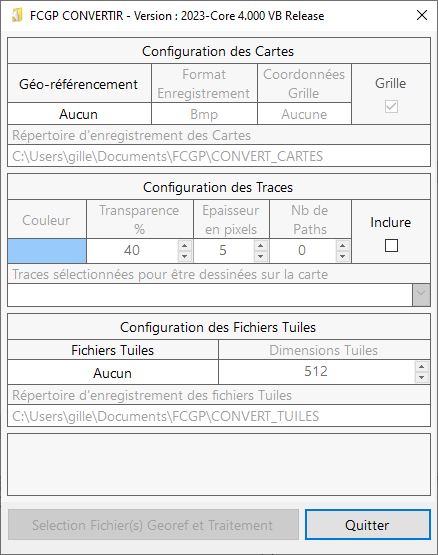 FCGP CONVERTIR - Version : 2023-Core 4.000 VB Release
Configuration des Cartes
Géo-référencement
Format
Enregistrement
Coordonnées
Grille
Grille
Aucun
Bmp
Aucune
Répertoire d'enregistrement des Cartes
C:\Users\gille\Documents\FCGP\CONVERT_CARTES
Configuration des Traces
Couleur
Transparence
%
Epaisseur
en pixels
Nb de
Paths
Inclure
40
5
0
Traces sélectionnées pour être dessinées sur la carte
Configuration des Fichiers Tuiles
Fichiers Tuiles
Dimensions Tuiles
Aucun
512
Répertoire d'enregistrement des fichiers Tuiles
C:\Users\gille\Documents\FCGP\CONVERT_TUILES
Selection Fichier(s) Georef et Traitement
Quitter